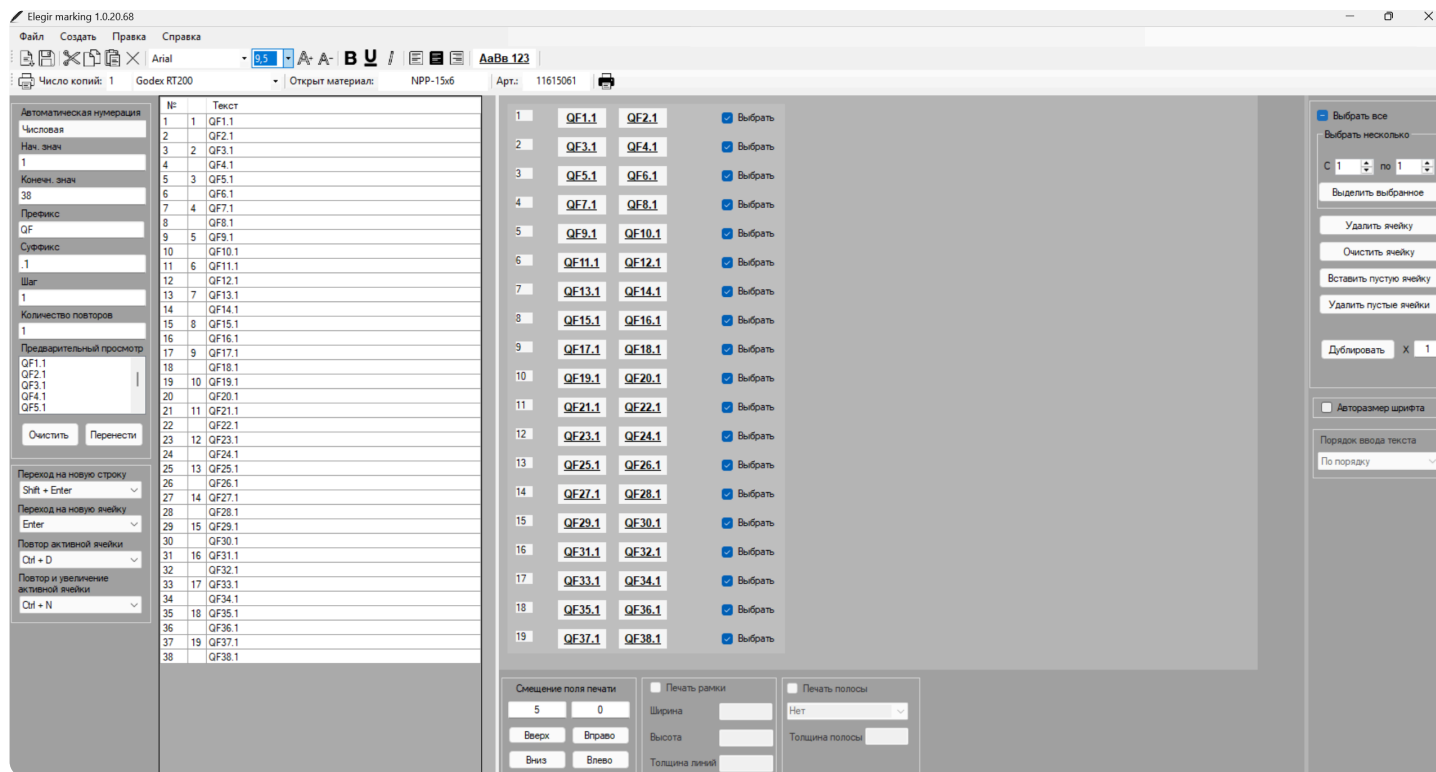 Elegir marking 1.0.20.68
Файл Создать Правка Справка
Arial 9,5 A+ A- B U I АаВв 123
Число копий: 1 Godex RT200 Открыт материал: NPP-15x6 Арт.: 11615061
Автоматическая нумерация
Числовая
Нач. знач
1
Конечн. знач
38
Префикс
QF
Суффикс
.1
Шаг
1
Количество повторов
1
Предварительный просмотр
QF1.1
QF2.1
QF3.1
QF4.1
QF5.1
Очистить Перенести
Переход на новую строку
Shift + Enter
Переход на новую ячейку
Enter
Повтор активной ячейки
Ctrl + D
Повтор и увеличение
активной ячейки
Ctrl + N
№ Текст
1 1 QF1.1
2 QF2.1
3 2 QF3.1
4 QF4.1
5 3 QF5.1
6 QF6.1
7 4 QF7.1
8 QF8.1
9 5 QF9.1
10 QF10.1
11 6 QF11.1
12 QF12.1
13 7 QF13.1
14 QF14.1
15 8 QF15.1
16 QF16.1
17 9 QF17.1
18 QF18.1
19 10 QF19.1
20 QF20.1
21 11 QF21.1
22 QF22.1
23 12 QF23.1
24 QF24.1
25 13 QF25.1
26 QF26.1
27 14 QF27.1
28 QF28.1
29 15 QF29.1
30 QF30.1
31 16 QF31.1
32 QF32.1
33 17 QF33.1
34 QF34.1
35 18 QF35.1
36 QF36.1
37 19 QF37.1
38 QF38.1
1 QF1.1 QF2.1 Выбрать
2 QF3.1 QF4.1 Выбрать
3 QF5.1 QF6.1 Выбрать
4 QF7.1 QF8.1 Выбрать
5 QF9.1 QF10.1 Выбрать
6 QF11.1 QF12.1 Выбрать
7 QF13.1 QF14.1 Выбрать
8 QF15.1 QF16.1 Выбрать
9 QF17.1 QF18.1 Выбрать
10 QF19.1 QF20.1 Выбрать
11 QF21.1 QF22.1 Выбрать
12 QF23.1 QF24.1 Выбрать
13 QF25.1 QF26.1 Выбрать
14 QF27.1 QF28.1 Выбрать
15 QF29.1 QF30.1 Выбрать
16 QF31.1 QF32.1 Выбрать
17 QF33.1 QF34.1 Выбрать
18 QF35.1 QF36.1 Выбрать
19 QF37.1 QF38.1 Выбрать
Смещение поля печати
5 0
Вверх Вправо
Вниз Влево
Печать рамки
Ширина
Высота
Толщина линий
Печать полосы
Нет
Толщина полосы
Выбрать все
Выбрать несколько
С 1 по 1
Выделить выбранное
Удалить ячейку
Очистить ячейку
Вставить пустую ячейку
Удалить пустые ячейки
Дублировать X 1
Авторазмер шрифта
Порядок ввода текста
По порядку